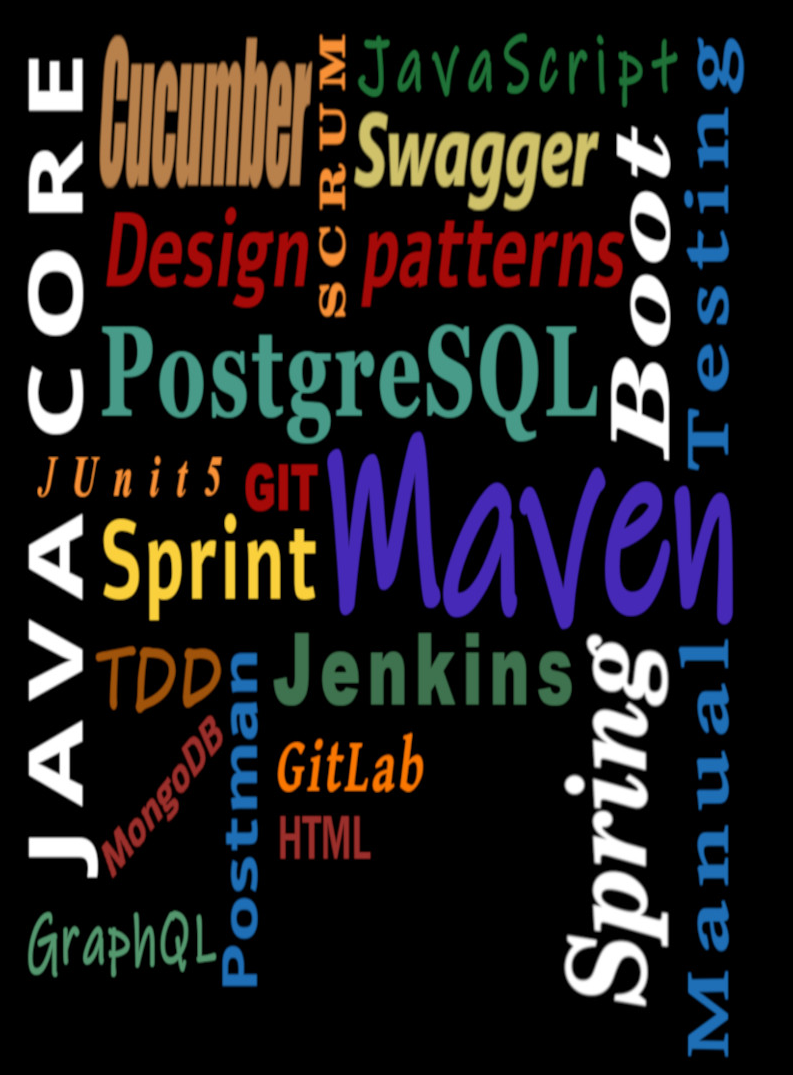 JAVA CORE
Cucumber
SCRUM
JavaScript
Swagger
Design patterns
PostgreSQL
Spring Boot
Manual Testing
JUnit5
GIT
Maven
Sprint
TDD
Jenkins
Postman
MongoDB
GitLab
HTML
GraphQL